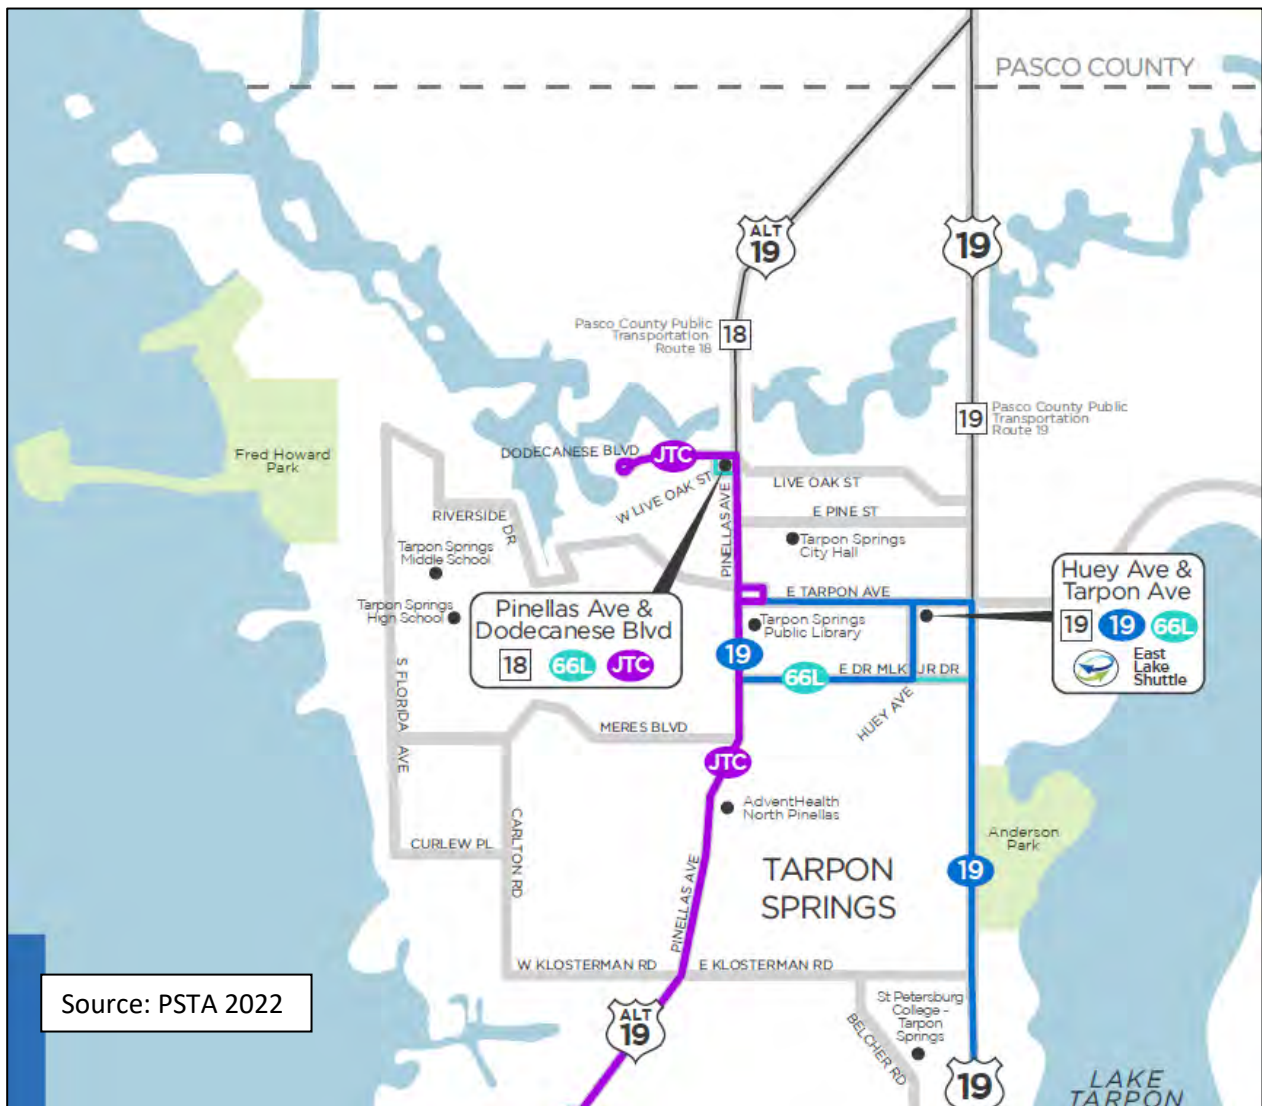 PASCO COUNTY
ALT
19
19
Pasco County Public
Transportation
Route 18
18
19
Pasco County Public
Transportation
Route 19
Fred Howard
Park
DODECANESE BLVD
JTC
W LIVE OAK ST
PINELLAS AVE
LIVE OAK ST
E PINE ST
RIVERSIDE DR
Tarpon Springs
City Hall
Tarpon Springs
Middle School
Tarpon Springs
High School
E TARPON AVE
Pinellas Ave &
Dodecanese Blvd
18 66L JTC
Tarpon Springs
Public Library
Huey Ave &
Tarpon Ave
19 19 66L
East
Lake
Shuttle
19
66L
E DR MLK JR DR
HUEY AVE
S FLORIDA AVE
MERES BLVD
JTC
AdventHealth
North Pinellas
CURLEW PL
CARLTON RD
PINELLAS AVE
TARPON
SPRINGS
19
Anderson
Park
W KLOSTERMAN RD
E KLOSTERMAN RD
Source: PSTA 2022
ALT
19
BELCHER RD
St Petersburg
College -
Tarpon
Springs
19
LAKE
TARPON